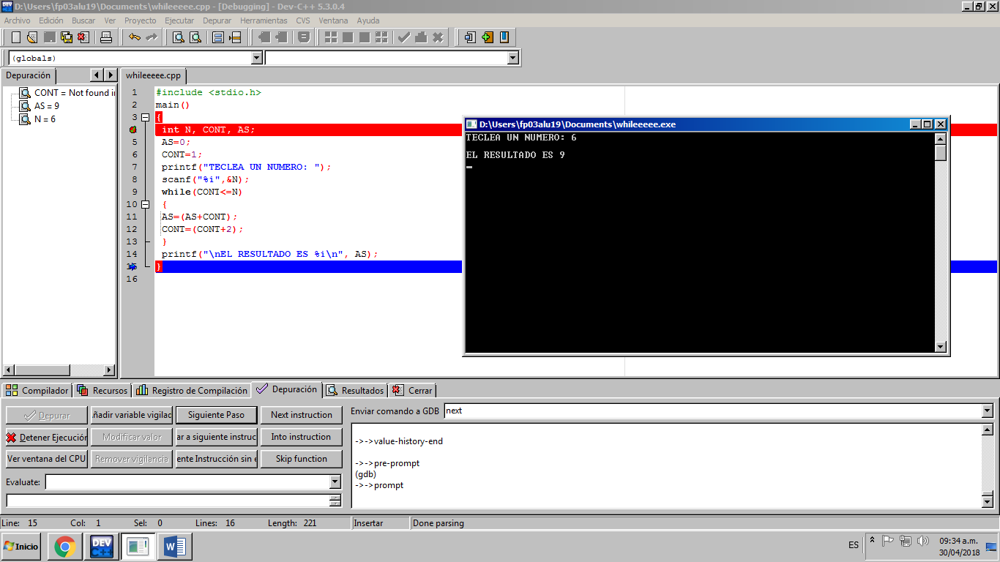 D:\Users\fp03alu19\Documents\whileeeee.cpp - [Debugging] - Dev-C++ 5.3.0.4
Archivo Edición Buscar Ver Proyecto Ejecutar Depurar Herramientas CVS Ventana Ayuda
(globals)
Depuración
whileeeee.cpp
CONT = Not found i
AS = 9
N = 6
1 #include <stdio.h>
2 main()
3 {
int N, CONT, AS;
5 AS=0;
6 CONT=1;
7 printf("TECLEA UN NUMERO: ");
8 scanf("%i",&N);
9 while(CONT<=N)
10 {
11 AS=(AS+CONT);
12 CONT=(CONT+2);
13 }
14 printf("\nEL RESULTADO ES %i\n", AS);
15 }
16
D:\Users\fp03alu19\Documents\whileeeee.exe
TECLEA UN NUMERO: 6
EL RESULTADO ES 9
Compilador Recursos Registro de Compilación Depuración Resultados Cerrar
Depurar ñadir variable vigilac Siguiente Paso Next instruction
Detener Ejecución Modificar valor ar a siguiente instruc Into instruction
Ver ventana del CPU Remover vigilancia ente Instrucción sin e Skip function
Evaluate:
Enviar comando a GDB next
->->value-history-end
->->pre-prompt
(gdb)
->->prompt
Line: 15 Col: 1 Sel: 0 Lines: 16 Length: 221 Insertar Done parsing
Inicio
DEV C++
W
ES
09:34 a.m.
30/04/2018